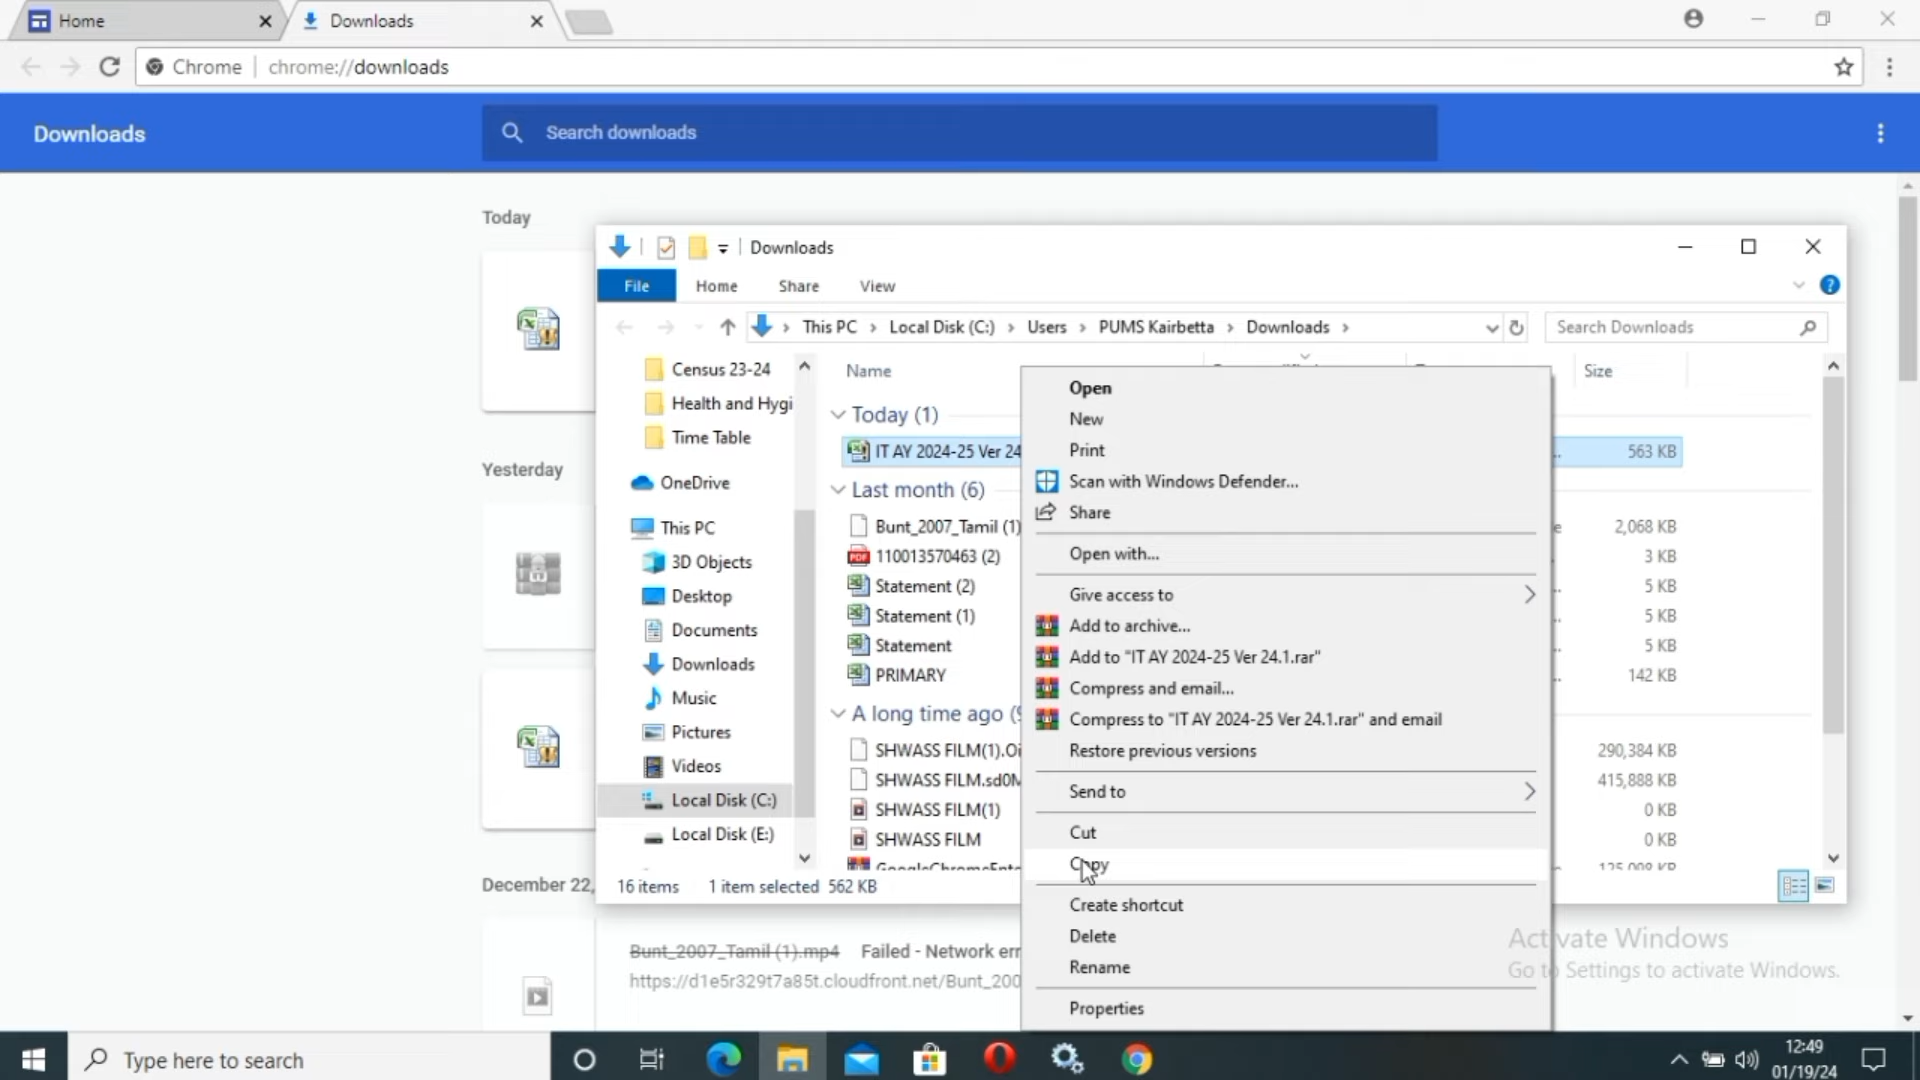 Home
Downloads
Chrome
chrome://downloads
Downloads
Search downloads
Today
Yesterday
December 22,
Bunt_2007_Tamil (1).mp4 Failed - Network err
https://d1e5r329t7a85t.cloudfront.net/Bunt_200
Downloads
File Home Share View
This PC Local Disk (C:) Users PUMS Kairbetta Downloads
Search Downloads
Census 23-24
Health and Hygi
Time Table
OneDrive
This PC
3D Objects
Desktop
Documents
Downloads
Music
Pictures
Videos
Local Disk (C:)
Local Disk (E:)
Name Size
Today (1)
IT AY 2024-25 Ver 24 563 KB
Last month (6)
Bunt_2007_Tamil (1) 2,068 KB
110013570463 (2) 3 KB
Statement (2) 5 KB
Statement (1) 5 KB
Statement 5 KB
PRIMARY 142 KB
A long time ago (9
SHWASS FILM(1).O 290,384 KB
SHWASS FILM.sd0M 415,888 KB
SHWASS FILM(1) 0 KB
SHWASS FILM 0 KB
16 items 1 item selected 562 KB
Open
New
Print
Scan with Windows Defender...
Share
Open with...
Give access to
Add to archive...
Add to "IT AY 2024-25 Ver 24.1.rar"
Compress and email...
Compress to "IT AY 2024-25 Ver 24.1.rar" and email
Restore previous versions
Send to
Cut
Copy
Create shortcut
Delete
Rename
Properties
Activate Windows
Go to Settings to activate Windows.
Type here to search
12:49
01/19/24